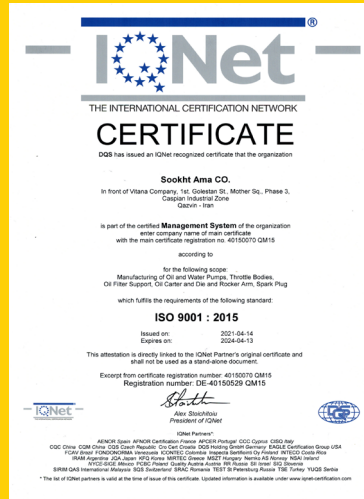 ®
IQNet
THE INTERNATIONAL CERTIFICATION NETWORK
CERTIFICATE
DQS has issued an IQNet recognized certificate that the organization
Sookht Ama CO.
In front of Vitana Company, 1st. Golestan St., Mother Sq., Phase 3,
Caspian Industrial Zone
Qazvin - Iran
is part of the certified Management System of the organization
enter company name of main certificate
with the main certificate registration no. 40150070 QM15
according to
for the following scope:
Manufacturing of Oil and Water Pumps, Throttle Bodies,
Oil Filter Support, Oil Carter and Die and Rocker Arm, Spark Plug
which fulfills the requirements of the following standard:
ISO 9001 : 2015
Issued on: 2021-04-14
Expires on: 2024-04-13
This attestation is directly linked to the IQNet Partner's original certificate and
shall not be used as a stand-alone document.
Excerpt from certificate registration number: 40150070 QM15
Registration number: DE-40150529 QM15
IQNet
Alex Stoichitoiu
President of IQNet
IQNet Partners*:
AENOR Spain AFNOR Certification France APCER Portugal CCC Cyprus CISQ Italy
CQC China CQM China CQS Czech Republic Cro Cert Croatia DQS Holding GmbH Germany EAGLE Certification Group USA
FCAV Brazil FONDONORMA Venezuela ICONTEC Colombia Inspecta Sertifiointi Oy Finland INTECO Costa Rica
IRAM Argentina JQA Japan KFQ Korea MIRTEC Greece MSZT Hungary Nemko AS Norway NSAI Ireland
NYCE-SIGE México PCBC Poland Quality Austria Austria RR Russia SII Israel SIQ Slovenia
SIRIM QAS International Malaysia SQS Switzerland SRAC Romania TEST St Petersburg Russia TSE Turkey YUQS Serbia
* The list of IQNet partners is valid at the time of issue of this certificate. Updated information is available under www.iqnet-certification.com